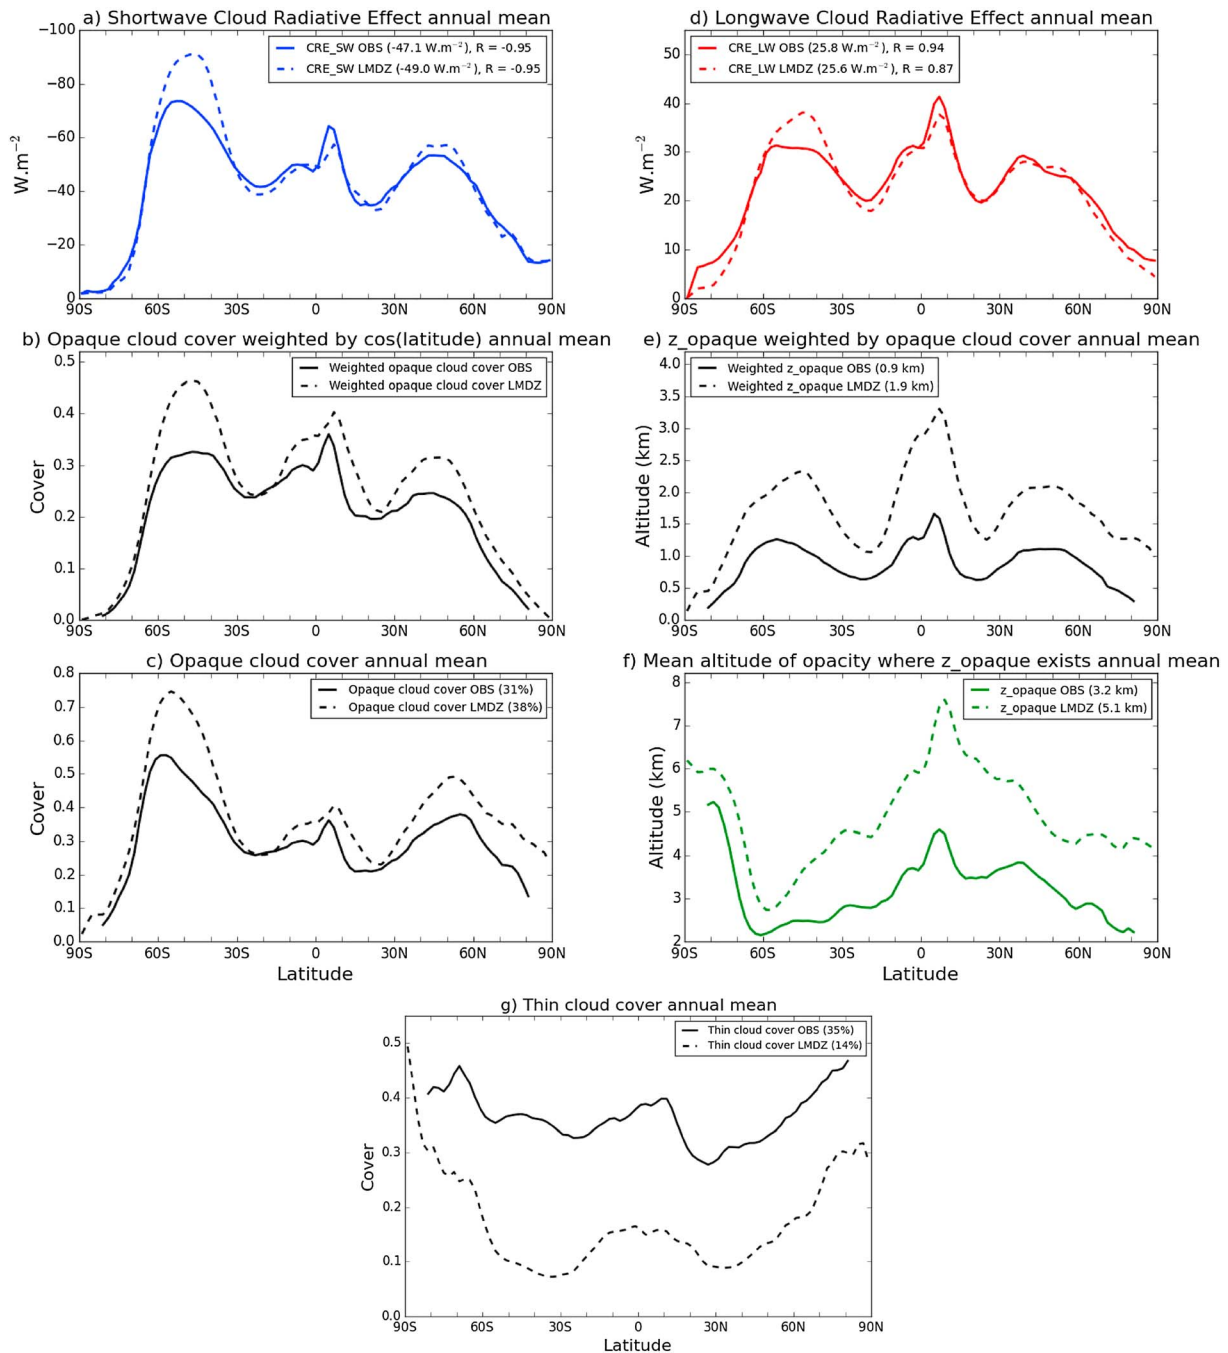 a) Shortwave Cloud Radiative Effect annual mean
−100
−80
−60
−40
−20
0
W.m⁻²
CRE_SW OBS (-47.1 W.m⁻²), R = -0.95
CRE_SW LMDZ (-49.0 W.m⁻²), R = -0.95
90S 60S 30S 0 30N 60N 90N
d) Longwave Cloud Radiative Effect annual mean
50
40
30
20
10
0
W.m⁻²
CRE_LW OBS (25.8 W.m⁻²), R = 0.94
CRE_LW LMDZ (25.6 W.m⁻²), R = 0.87
90S 60S 30S 0 30N 60N 90N
b) Opaque cloud cover weighted by cos(latitude) annual mean
0.5
0.4
0.3
0.2
0.1
0.0
Cover
Weighted opaque cloud cover OBS
Weighted opaque cloud cover LMDZ
90S 60S 30S 0 30N 60N 90N
e) z_opaque weighted by opaque cloud cover annual mean
4.0
3.5
3.0
2.5
2.0
1.5
1.0
0.5
0.0
Altitude (km)
Weighted z_opaque OBS (0.9 km)
Weighted z_opaque LMDZ (1.9 km)
90S 60S 30S 0 30N 60N 90N
c) Opaque cloud cover annual mean
0.8
0.7
0.6
0.5
0.4
0.3
0.2
0.1
0.0
Cover
Opaque cloud cover OBS (31%)
Opaque cloud cover LMDZ (38%)
90S 60S 30S 0 30N 60N 90N
Latitude
f) Mean altitude of opacity where z_opaque exists annual mean
8
7
6
5
4
3
2
Altitude (km)
z_opaque OBS (3.2 km)
z_opaque LMDZ (5.1 km)
90S 60S 30S 0 30N 60N 90N
Latitude
g) Thin cloud cover annual mean
0.5
0.4
0.3
0.2
0.1
0.0
Cover
Thin cloud cover OBS (35%)
Thin cloud cover LMDZ (14%)
90S 60S 30S 0 30N 60N 90N
Latitude